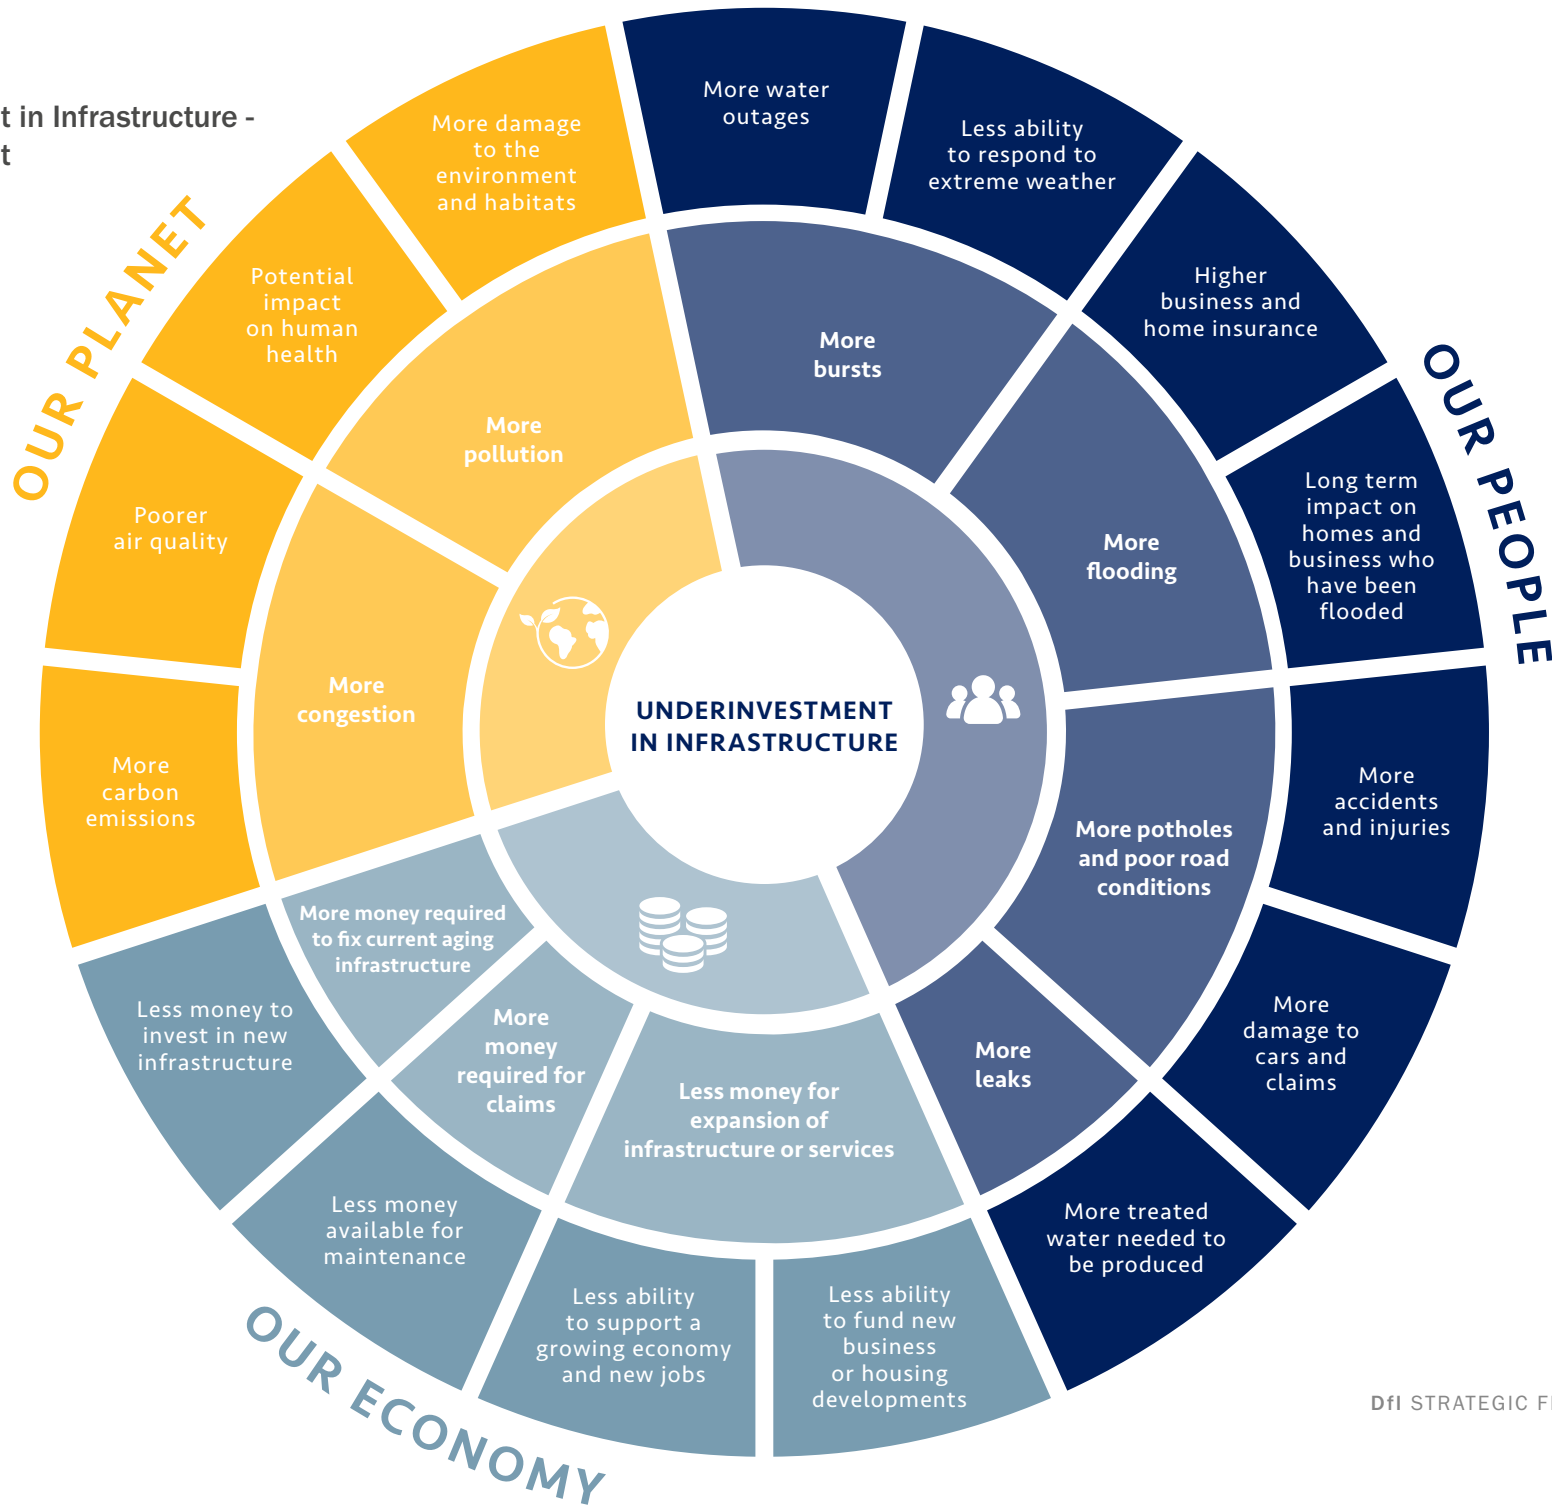 t in Infrastructure -
t
OUR PLANET
OUR PEOPLE
OUR ECONOMY
UNDERINVESTMENT
IN INFRASTRUCTURE
More
bursts
More water
outages
Less ability
to respond to
extreme weather
More
flooding
Higher
business and
home insurance
Long term
impact on
homes and
business who
have been
flooded
More potholes
and poor road
conditions
More
accidents
and injuries
More
damage to
cars and
claims
More
leaks
More treated
water needed to
be produced
Less money for
expansion of
infrastructure or services
Less ability
to fund new
business
or housing
developments
Less ability
to support a
growing economy
and new jobs
More
money
required for
claims
Less money
available for
maintenance
More money required
to fix current aging
infrastructure
Less money to
invest in new
infrastructure
More
congestion
More
carbon
emissions
Poorer
air quality
More
pollution
Potential
impact
on human
health
More damage
to the
environment
and habitats
DfI STRATEGIC F